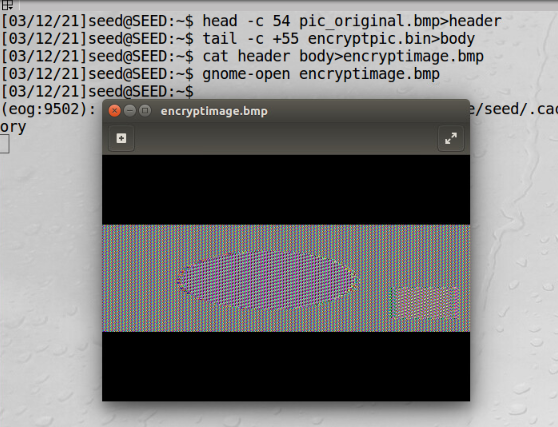 [03/12/21]seed@SEED:~$ head -c 54 pic_original.bmp>header
[03/12/21]seed@SEED:~$ tail -c +55 encryptpic.bin>body
[03/12/21]seed@SEED:~$ cat header body>encryptimage.bmp
[03/12/21]seed@SEED:~$ gnome-open encryptimage.bmp
[03/12/21]seed@SEED:~$
(eog:9502): e/seed/.cac
ory
encryptimage.bmp